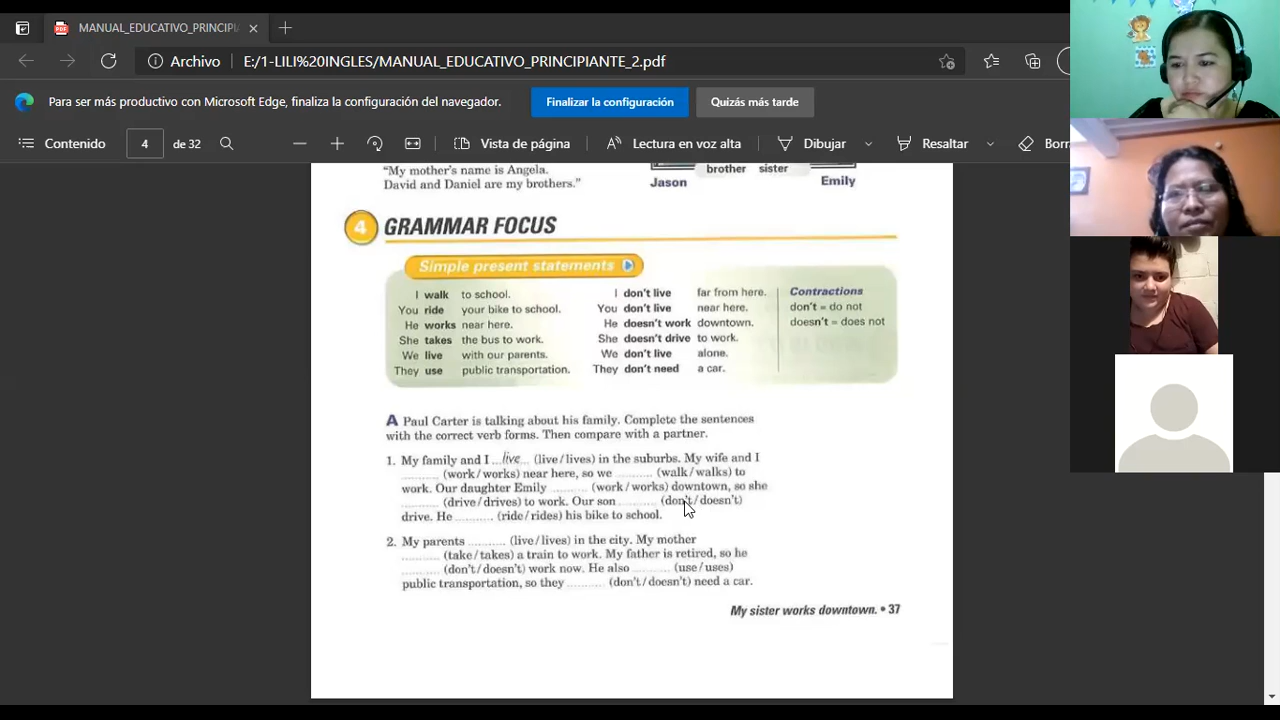 MANUAL_EDUCATIVO_PRINCIPI
Archivo E:/1-LILI%20INGLES/MANUAL_EDUCATIVO_PRINCIPIANTE_2.pdf
Para ser más productivo con Microsoft Edge, finaliza la configuración del navegador. Finalizar la configuración Quizás más tarde
Contenido 4 de 32 Vista de página Lectura en voz alta Dibujar Resaltar Borr
"My mother's name is Angela.
David and Daniel are my brothers."
brother sister
Jason Emily
4 GRAMMAR FOCUS
Simple present statements
I walk to school.
You ride your bike to school.
He works near here.
She takes the bus to work.
We live with our parents.
They use public transportation.
I don't live far from here.
You don't live near here.
He doesn't work downtown.
She doesn't drive to work.
We don't live alone.
They don't need a car.
Contractions
don't = do not
doesn't = does not
A Paul Carter is talking about his family. Complete the sentences
with the correct verb forms. Then compare with a partner.
1. My family and I ...live... (live / lives) in the suburbs. My wife and I
.......... (work / works) near here, so we .......... (walk / walks) to
work. Our daughter Emily .......... (work / works) downtown, so she
.......... (drive / drives) to work. Our son .......... (don't / doesn't)
drive. He .......... (ride / rides) his bike to school.
2. My parents .......... (live / lives) in the city. My mother
.......... (take / takes) a train to work. My father is retired, so he
.......... (don't / doesn't) work now. He also .......... (use / uses)
public transportation, so they .......... (don't / doesn't) need a car.
My sister works downtown. • 37